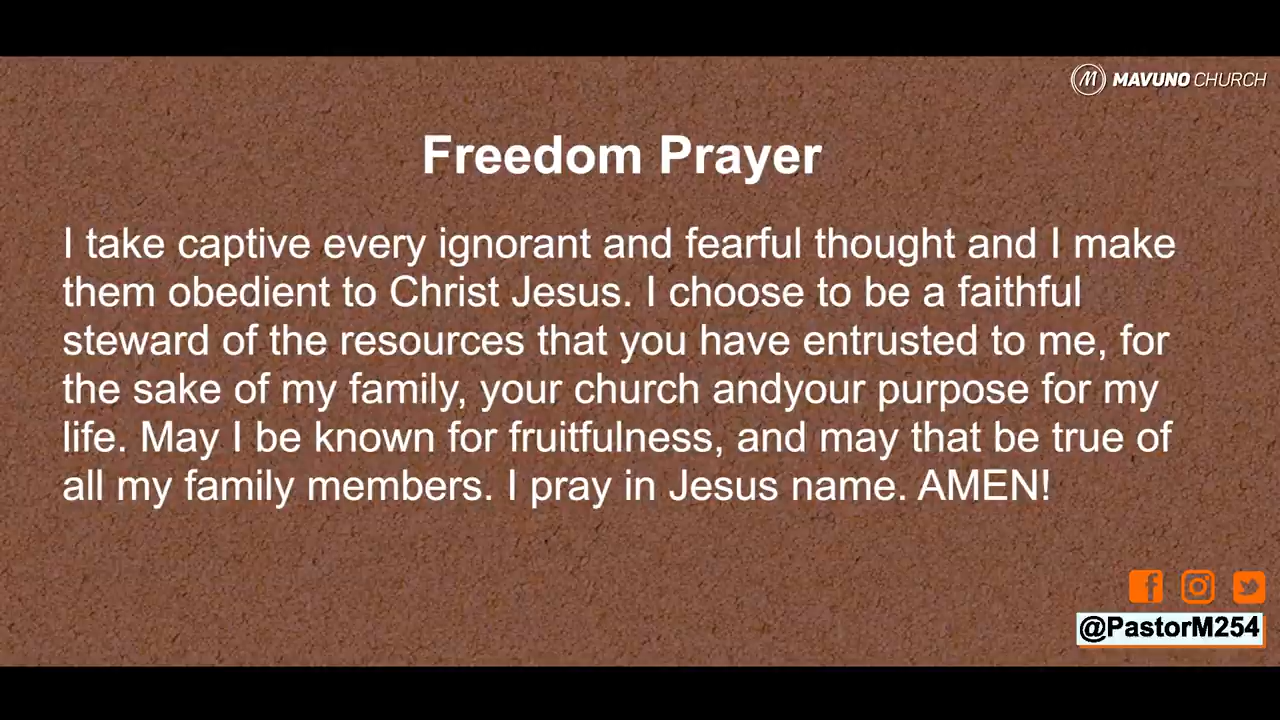 MAVUNO CHURCH
Freedom Prayer
I take captive every ignorant and fearful thought and I make
them obedient to Christ Jesus. I choose to be a faithful
steward of the resources that you have entrusted to me, for
the sake of my family, your church andyour purpose for my
life. May I be known for fruitfulness, and may that be true of
all my family members. I pray in Jesus name. AMEN!
@PastorM254